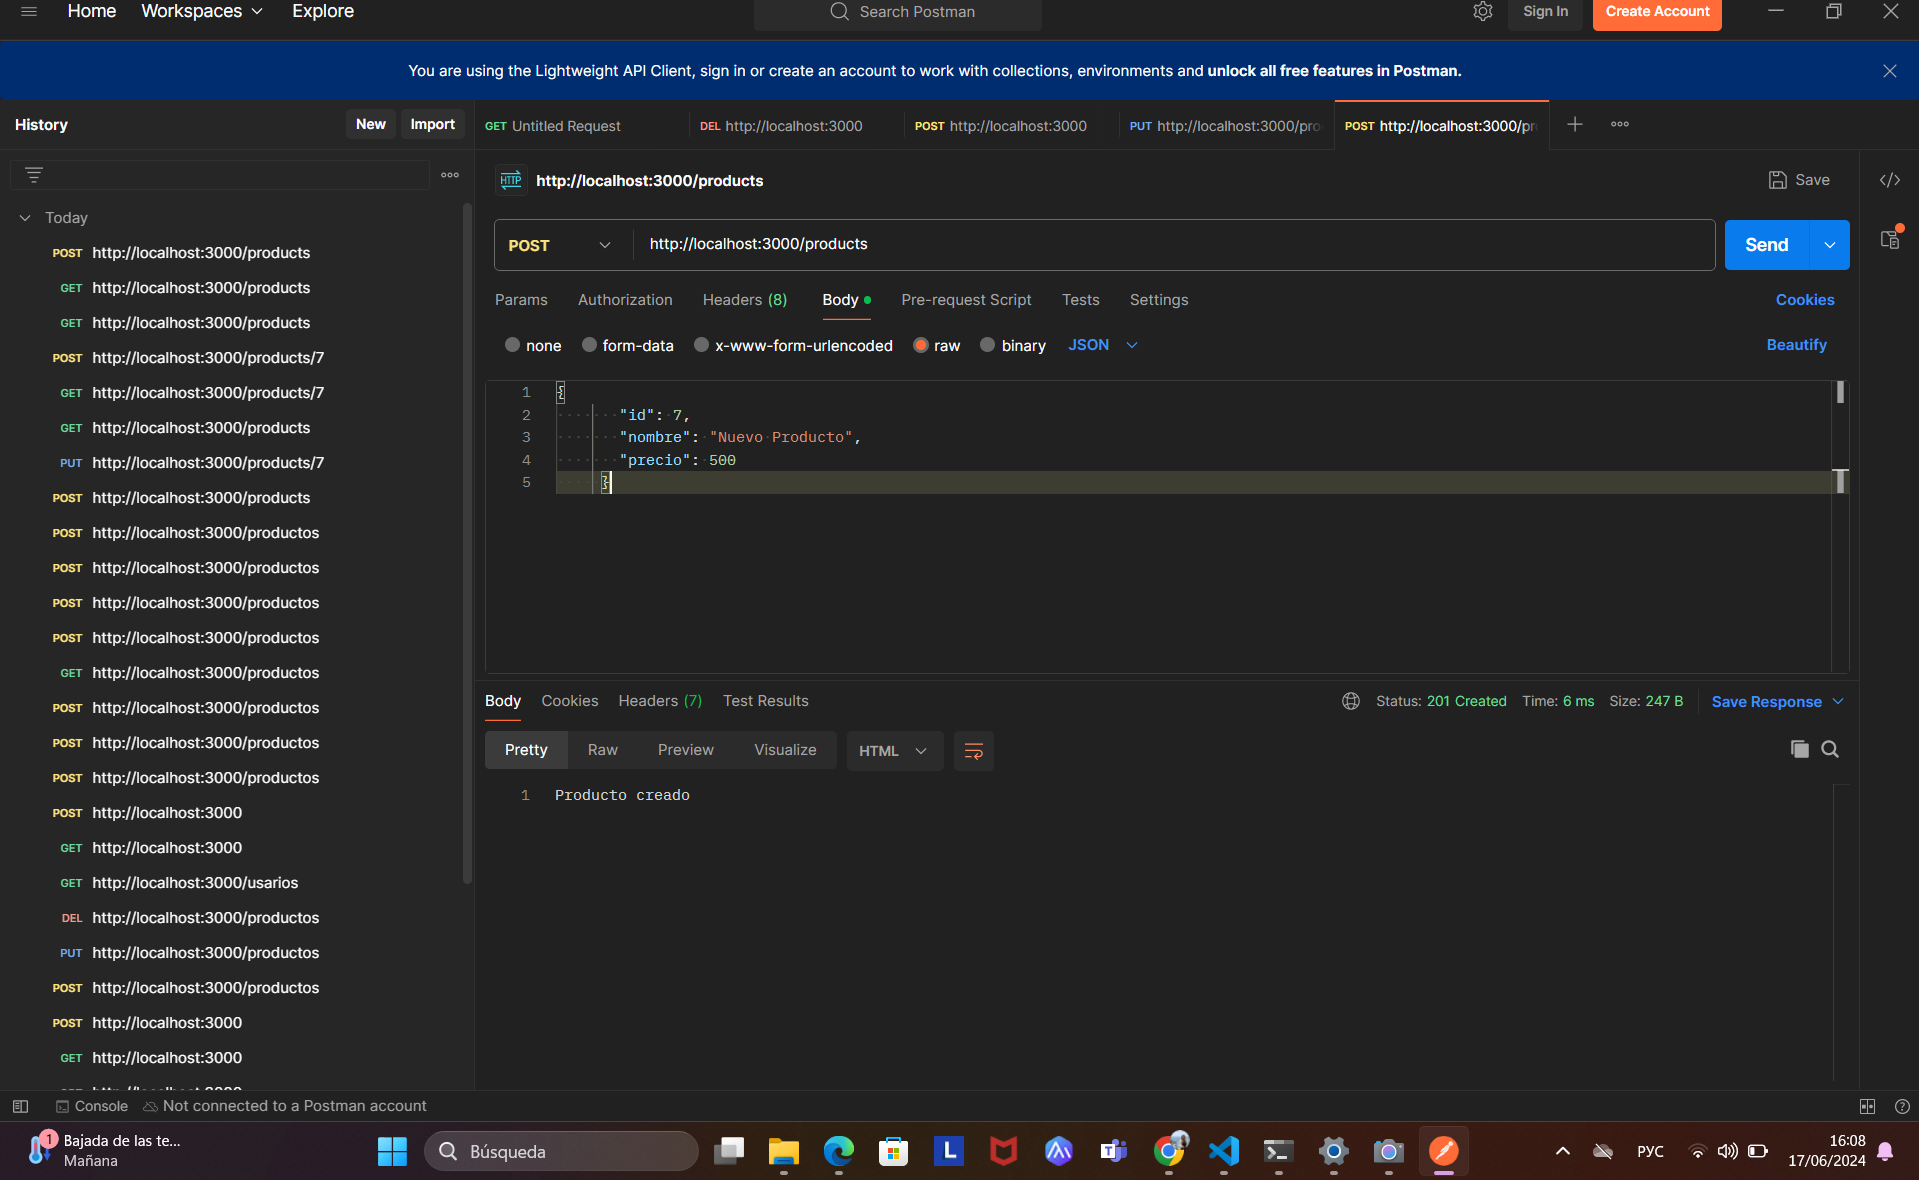 Home Workspaces Explore
Search Postman
Sign In Create Account
You are using the Lightweight API Client, sign in or create an account to work with collections, environments and unlock all free features in Postman.
History New Import
GET Untitled Request
DEL http://localhost:3000
POST http://localhost:3000
PUT http://localhost:3000/pro
POST http://localhost:3000/pr
Today
POST http://localhost:3000/products
GET http://localhost:3000/products
GET http://localhost:3000/products
POST http://localhost:3000/products/7
GET http://localhost:3000/products/7
GET http://localhost:3000/products
PUT http://localhost:3000/products/7
POST http://localhost:3000/products
POST http://localhost:3000/productos
POST http://localhost:3000/productos
POST http://localhost:3000/productos
POST http://localhost:3000/productos
GET http://localhost:3000/productos
POST http://localhost:3000/productos
POST http://localhost:3000/productos
POST http://localhost:3000/productos
POST http://localhost:3000
GET http://localhost:3000
GET http://localhost:3000/usarios
DEL http://localhost:3000/productos
PUT http://localhost:3000/productos
POST http://localhost:3000/productos
POST http://localhost:3000
GET http://localhost:3000
HTTP http://localhost:3000/products
Save
POST http://localhost:3000/products
Send
Params Authorization Headers (8) Body Pre-request Script Tests Settings Cookies
none form-data x-www-form-urlencoded raw binary JSON Beautify
1 {
2 "id": 7,
3 "nombre": "Nuevo Producto",
4 "precio": 500
5 }
Body Cookies Headers (7) Test Results
Status: 201 Created Time: 6 ms Size: 247 B Save Response
Pretty Raw Preview Visualize HTML
1 Producto creado
Console Not connected to a Postman account
1 Bajada de las te...
Mañana
Búsqueda
L
РУС
16:08
17/06/2024